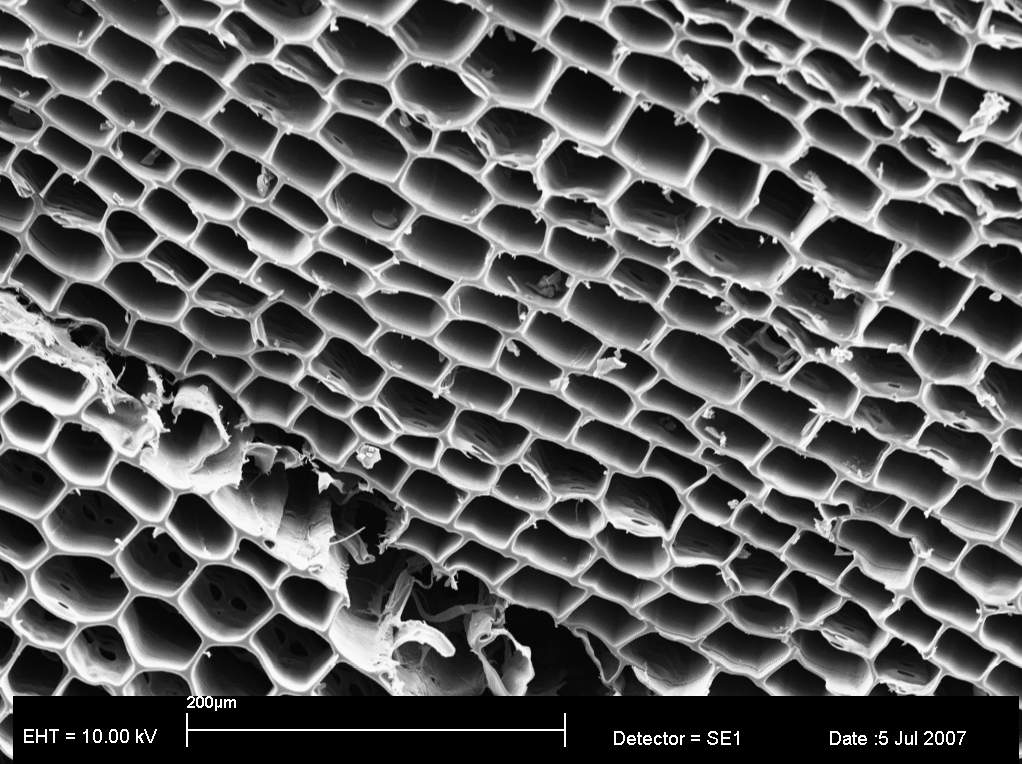 200µm
EHT = 10.00 kV
Detector = SE1
Date :5 Jul 2007